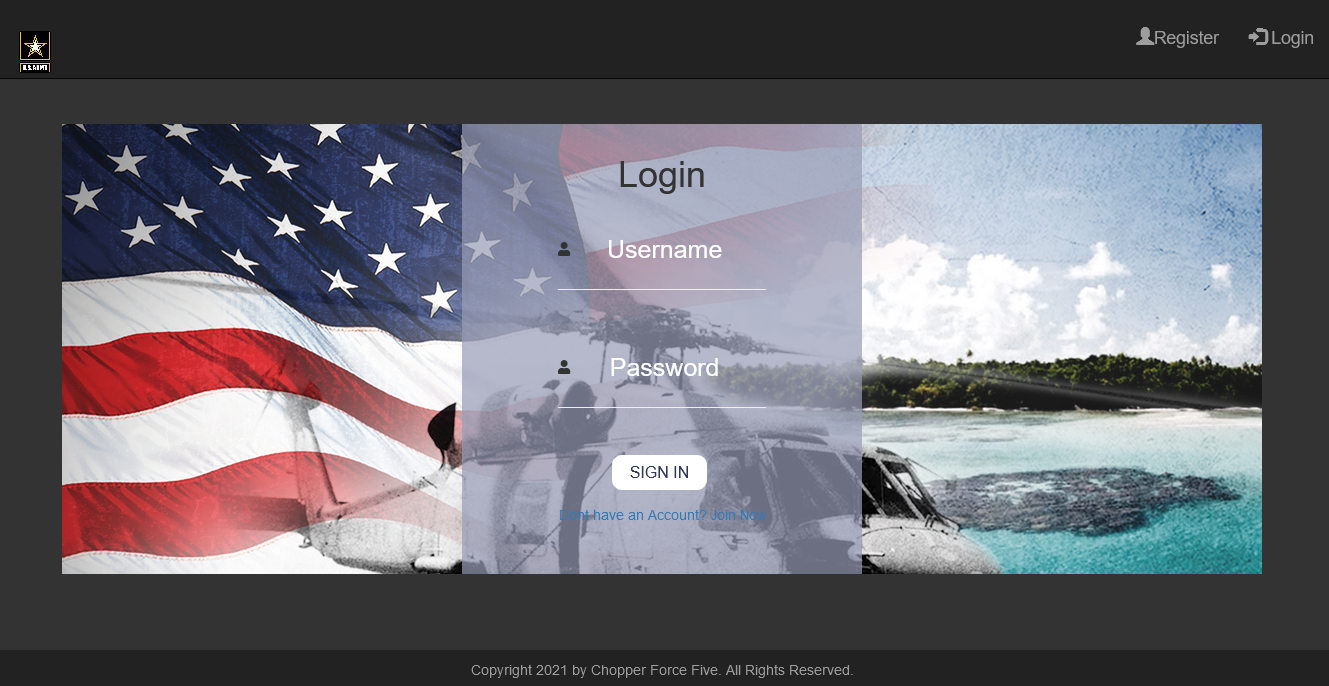 U.S.ARMY
Register
Login
Login
Username
Password
SIGN IN
Dont have an Account? Join Now
Copyright 2021 by Chopper Force Five. All Rights Reserved.